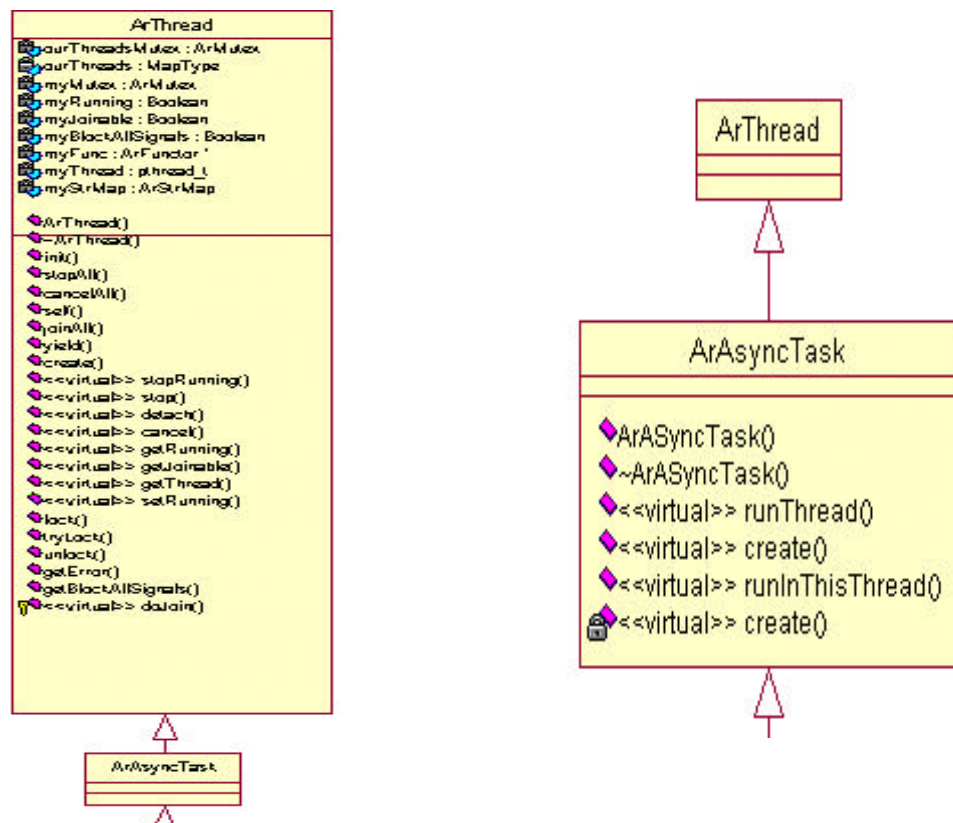 ArThread
ourThreadsMutex : ArMutex
ourThreads : MapType
myMutex : ArMutex
myRunning : Boolean
myJoinable : Boolean
myBlockAllSignals : Boolean
myFunc : ArFunctor *
myThread : pthread_t
myStrMap : ArStrMap
ArThread()
~ArThread()
init()
stopAll()
cancelAll()
self()
joinAll()
yield()
create()
<<virtual>> stopRunning()
<<virtual>> stop()
<<virtual>> detach()
<<virtual>> cancel()
<<virtual>> getRunning()
<<virtual>> getJoinable()
<<virtual>> getThread()
<<virtual>> setRunning()
lock()
tryLock()
unlock()
getError()
getBlockAllSignals()
<<virtual>> doJoin()
ArAsyncTask
ArThread
ArAsyncTask
ArASyncTask()
~ArASyncTask()
<<virtual>> runThread()
<<virtual>> create()
<<virtual>> runInThisThread()
<<virtual>> create()